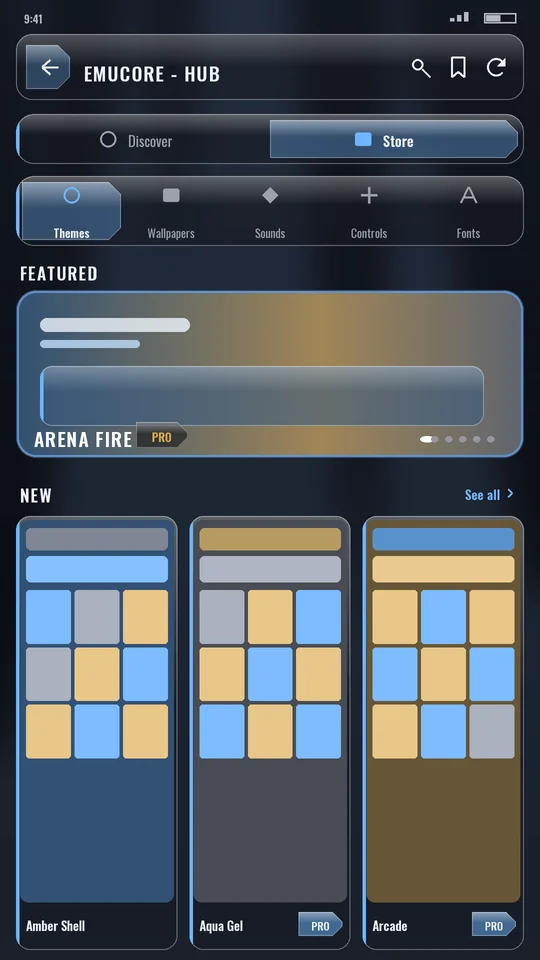 9:41
EMUCORE - HUB
Discover
Store
Themes
Wallpapers
Sounds
Controls
Fonts
FEATURED
ARENA FIRE
PRO
NEW
See all
Amber Shell
Aqua Gel
PRO
Arcade
PRO